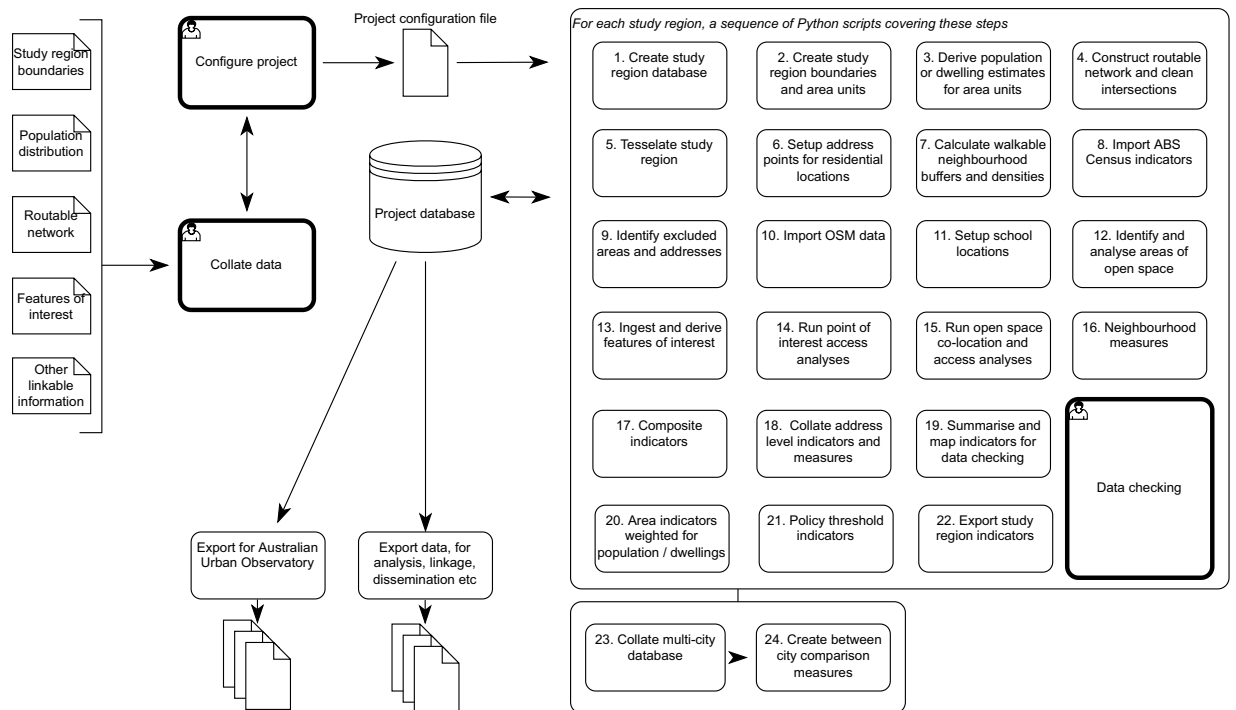 Project configuration file
For each study region, a sequence of Python scripts covering these steps
Study region
boundaries
Population
distribution
Routable
network
Features of
interest
Other
linkable
information
Configure project
Collate data
Project database
Export for Australian
Urban Observatory
Export data, for
analysis, linkage,
dissemination etc
1. Create study
region database
2. Create study
region boundaries
and area units
3. Derive population
or dwelling estimates
for area units
4. Construct routable
network and clean
intersections
5. Tesselate study
region
6. Setup address
points for residential
locations
7. Calculate walkable
neighbourhood
buffers and densities
8. Import ABS
Census indicators
9. Identify excluded
areas and addresses
10. Import OSM data
11. Setup school
locations
12. Identify and
analyse areas of
open space
13. Ingest and derive
features of interest
14. Run point of
interest access
analyses
15. Run open space
co-location and
access analyses
16. Neighbourhood
measures
17. Composite
indicators
18. Collate address
level indicators and
measures
19. Summarise and
map indicators for
data checking
Data checking
20. Area indicators
weighted for
population / dwellings
21. Policy threshold
indicators
22. Export study
region indicators
23. Collate multi-city
database
24. Create between
city comparison
measures